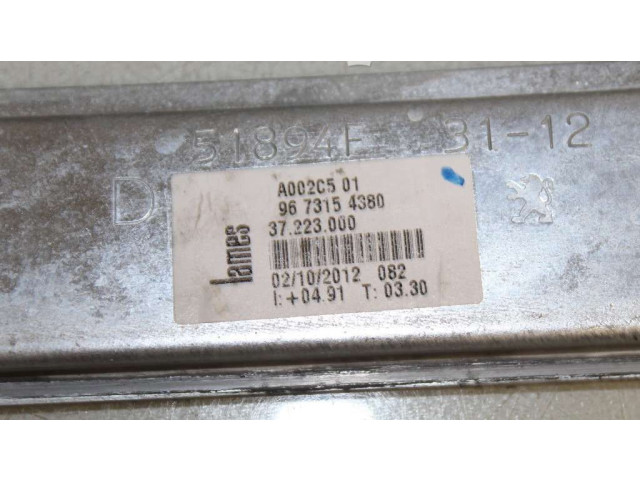 51894F 31-12
D
A002C5 01
96 7315 4380
37.223.000
lames
02/10/2012 082
I: +04.91 T: 03.30